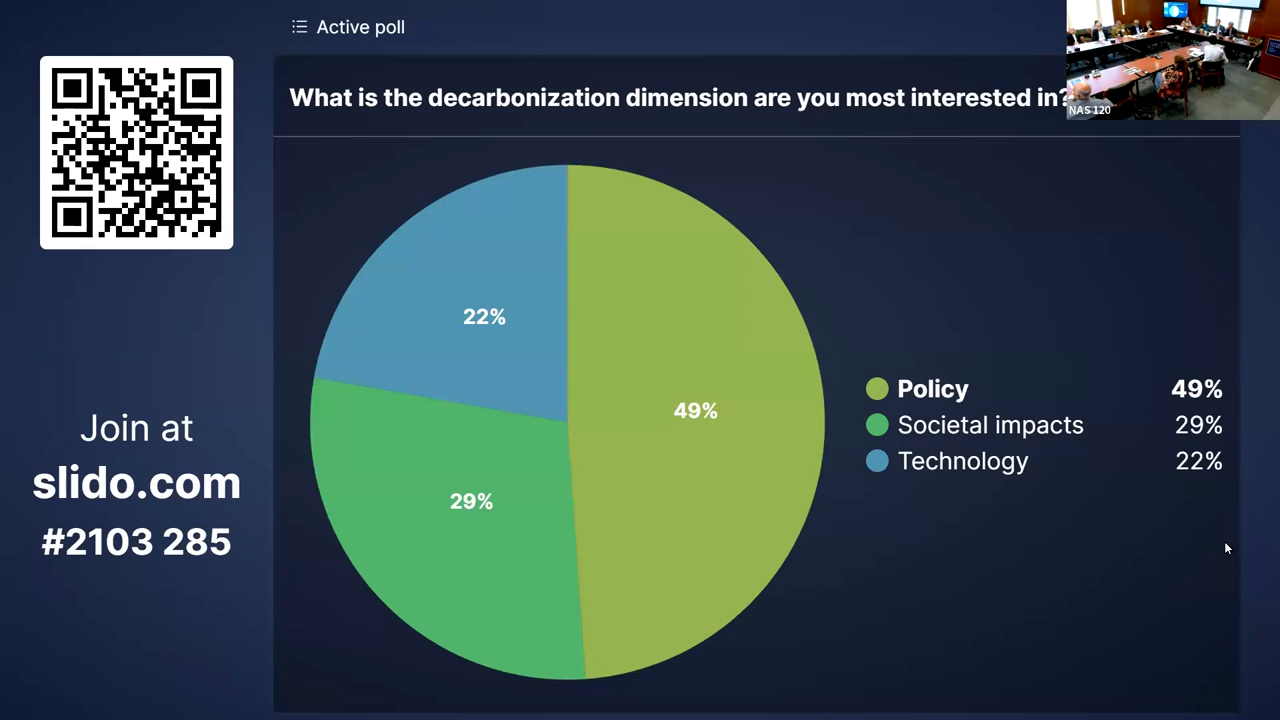 Active poll
What is the decarbonization dimension are you most interested in?
NAS 120
22%
49%
29%
Policy 49%
Societal impacts 29%
Technology 22%
Join at
slido.com
#2103 285